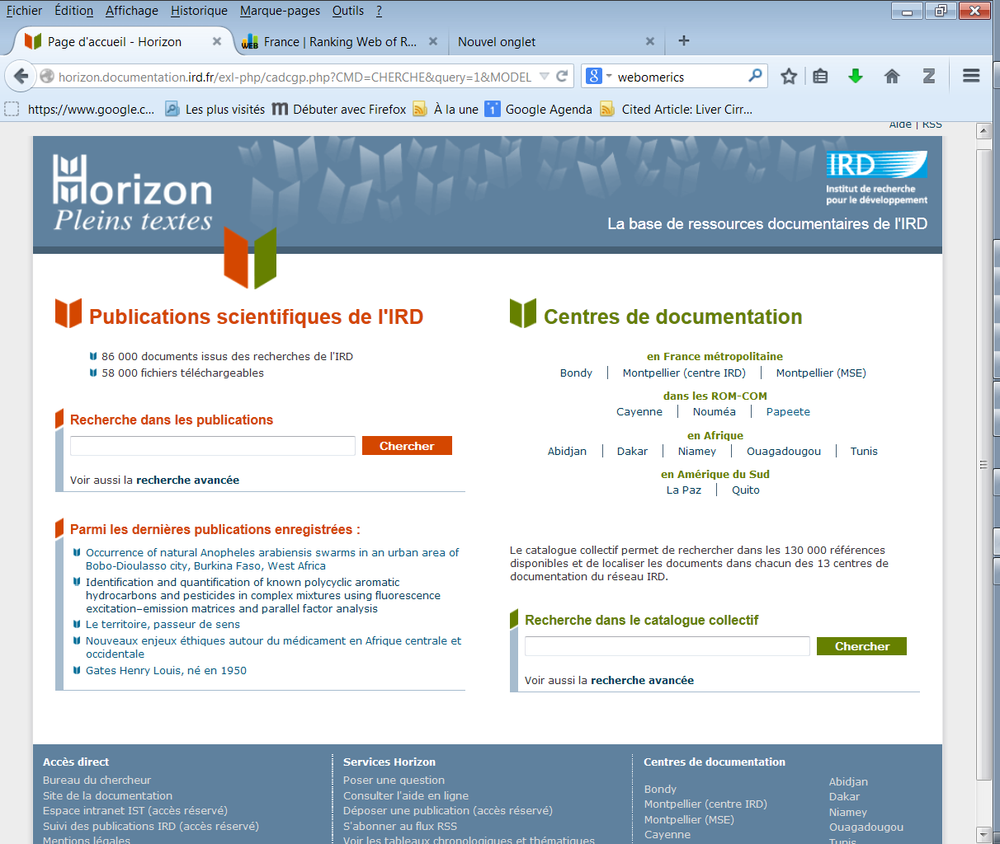 Fichier Édition Affichage Historique Marque-pages Outils ?
Page d'accueil - Horizon
WEB France | Ranking Web of R...
Nouvel onglet
horizon.documentation.ird.fr/exl-php/cadcgp.php?CMD=CHERCHE&query=1&MODEL
webomerics
https://www.google.c... Les plus visités Débuter avec Firefox À la une Google Agenda Cited Article: Liver Cirr...
Aide | RSS
Horizon
Pleins textes
IRD
Institut de recherche
pour le développement
La base de ressources documentaires de l'IRD
Publications scientifiques de l'IRD
86 000 documents issus des recherches de l'IRD
58 000 fichiers téléchargeables
Recherche dans les publications
Chercher
Voir aussi la recherche avancée
Parmi les dernières publications enregistrées :
Occurrence of natural Anopheles arabiensis swarms in an urban area of
Bobo-Dioulasso city, Burkina Faso, West Africa
Identification and quantification of known polycyclic aromatic
hydrocarbons and pesticides in complex mixtures using fluorescence
excitation–emission matrices and parallel factor analysis
Le territoire, passeur de sens
Nouveaux enjeux éthiques autour du médicament en Afrique centrale et
occidentale
Gates Henry Louis, né en 1950
Centres de documentation
en France métropolitaine
Bondy | Montpellier (centre IRD) | Montpellier (MSE)
dans les ROM-COM
Cayenne | Nouméa | Papeete
en Afrique
Abidjan | Dakar | Niamey | Ouagadougou | Tunis
en Amérique du Sud
La Paz | Quito
Le catalogue collectif permet de rechercher dans les 130 000 références
disponibles et de localiser les documents dans chacun des 13 centres de
documentation du réseau IRD.
Recherche dans le catalogue collectif
Chercher
Voir aussi la recherche avancée
Accès direct
Bureau du chercheur
Site de la documentation
Espace intranet IST (accès réservé)
Suivi des publications IRD (accès réservé)
Mentions légales
Services Horizon
Poser une question
Consulter l'aide en ligne
Déposer une publication (accès réservé)
S'abonner au flux RSS
Voir les tableaux chronologiques et thématiques
Centres de documentation
Bondy
Montpellier (centre IRD)
Montpellier (MSE)
Cayenne
Abidjan
Dakar
Niamey
Ouagadougou
Tunis